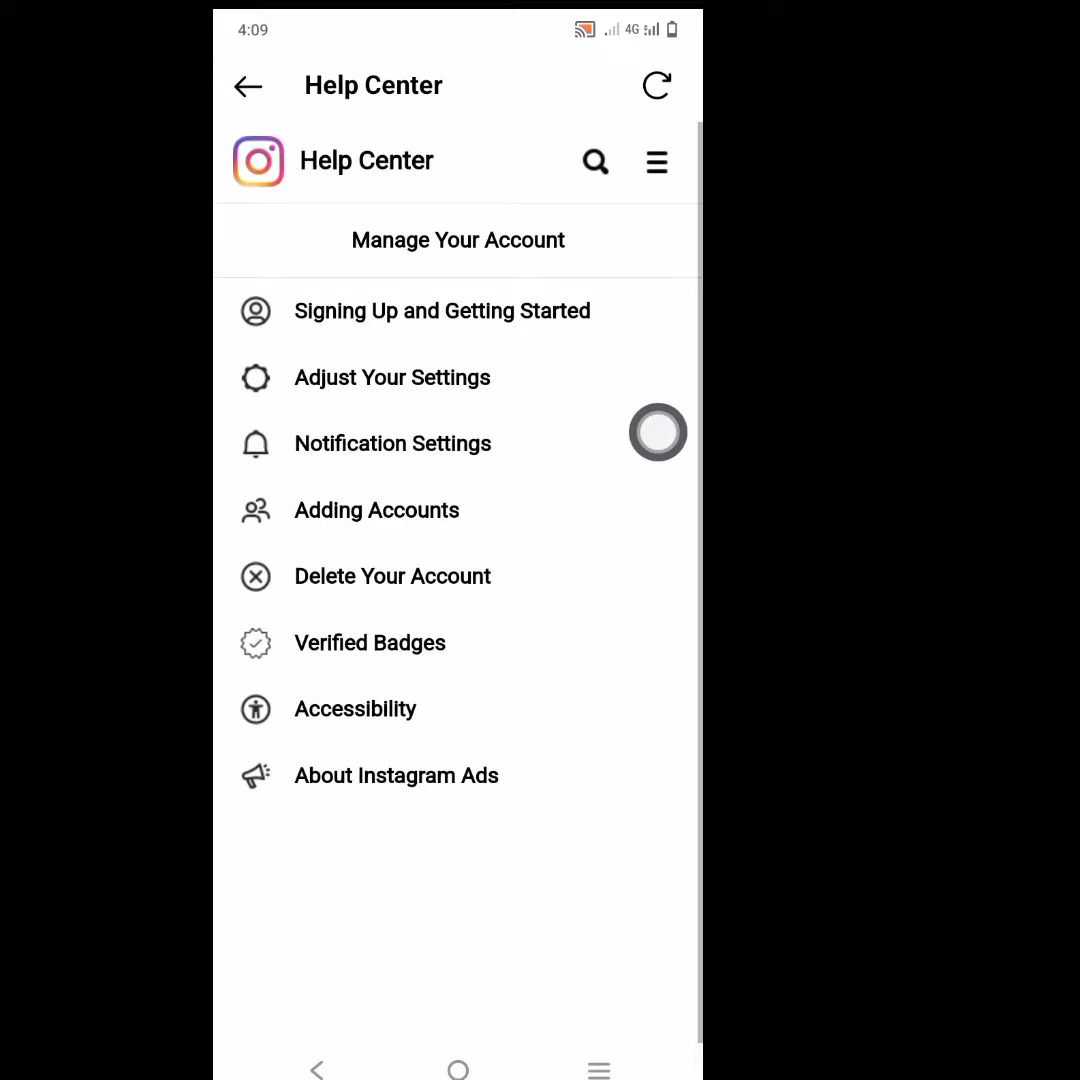 4:09
4G
Help Center
Help Center
Manage Your Account
Signing Up and Getting Started
Adjust Your Settings
Notification Settings
Adding Accounts
Delete Your Account
Verified Badges
Accessibility
About Instagram Ads